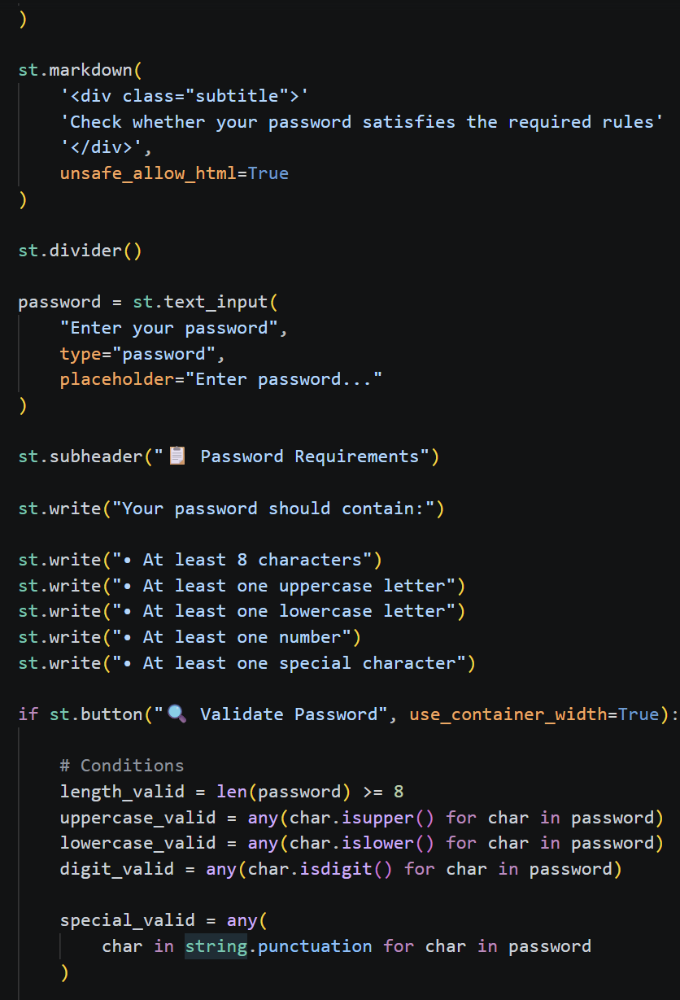 )
st.markdown(
    '<div class="subtitle">'
    'Check whether your password satisfies the required rules'
    '</div>',
    unsafe_allow_html=True
)
st.divider()
password = st.text_input(
    "Enter your password",
    type="password",
    placeholder="Enter password..."
)
st.subheader("📋 Password Requirements")
st.write("Your password should contain:")
st.write("• At least 8 characters")
st.write("• At least one uppercase letter")
st.write("• At least one lowercase letter")
st.write("• At least one number")
st.write("• At least one special character")
if st.button("🔍 Validate Password", use_container_width=True):
    # Conditions
    length_valid = len(password) >= 8
    uppercase_valid = any(char.isupper() for char in password)
    lowercase_valid = any(char.islower() for char in password)
    digit_valid = any(char.isdigit() for char in password)
    special_valid = any(
        char in string.punctuation for char in password
    )